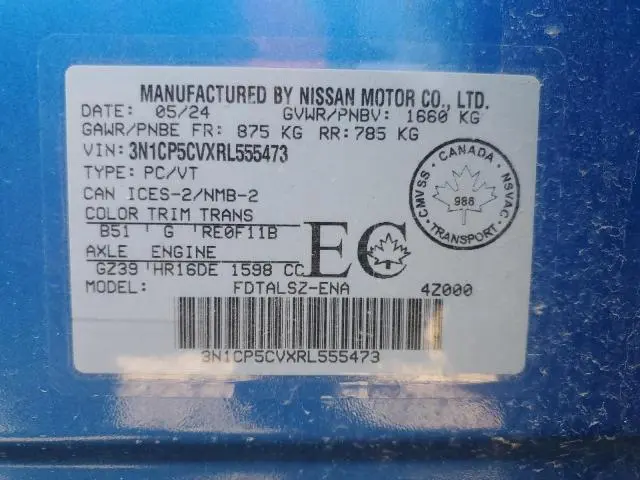 MANUFACTURED BY NISSAN MOTOR CO., LTD.
DATE: 05/24 GVWR/PNBV: 1660 KG
GAWR/PNBE FR: 875 KG RR: 785 KG
VIN: 3N1CP5CVXRL555473
TYPE: PC/VT
CAN ICES-2/NMB-2
COLOR TRIM TRANS
B51 ' G ' RE0F11B
AXLE ENGINE
GZ39 ' HR16DE 1598 CC
EC
MODEL: FDTALSZ-ENA 4Z000
3N1CP5CVXRL555473
CMVSS · CANADA · NSVAC · TRANSPORT ·
986